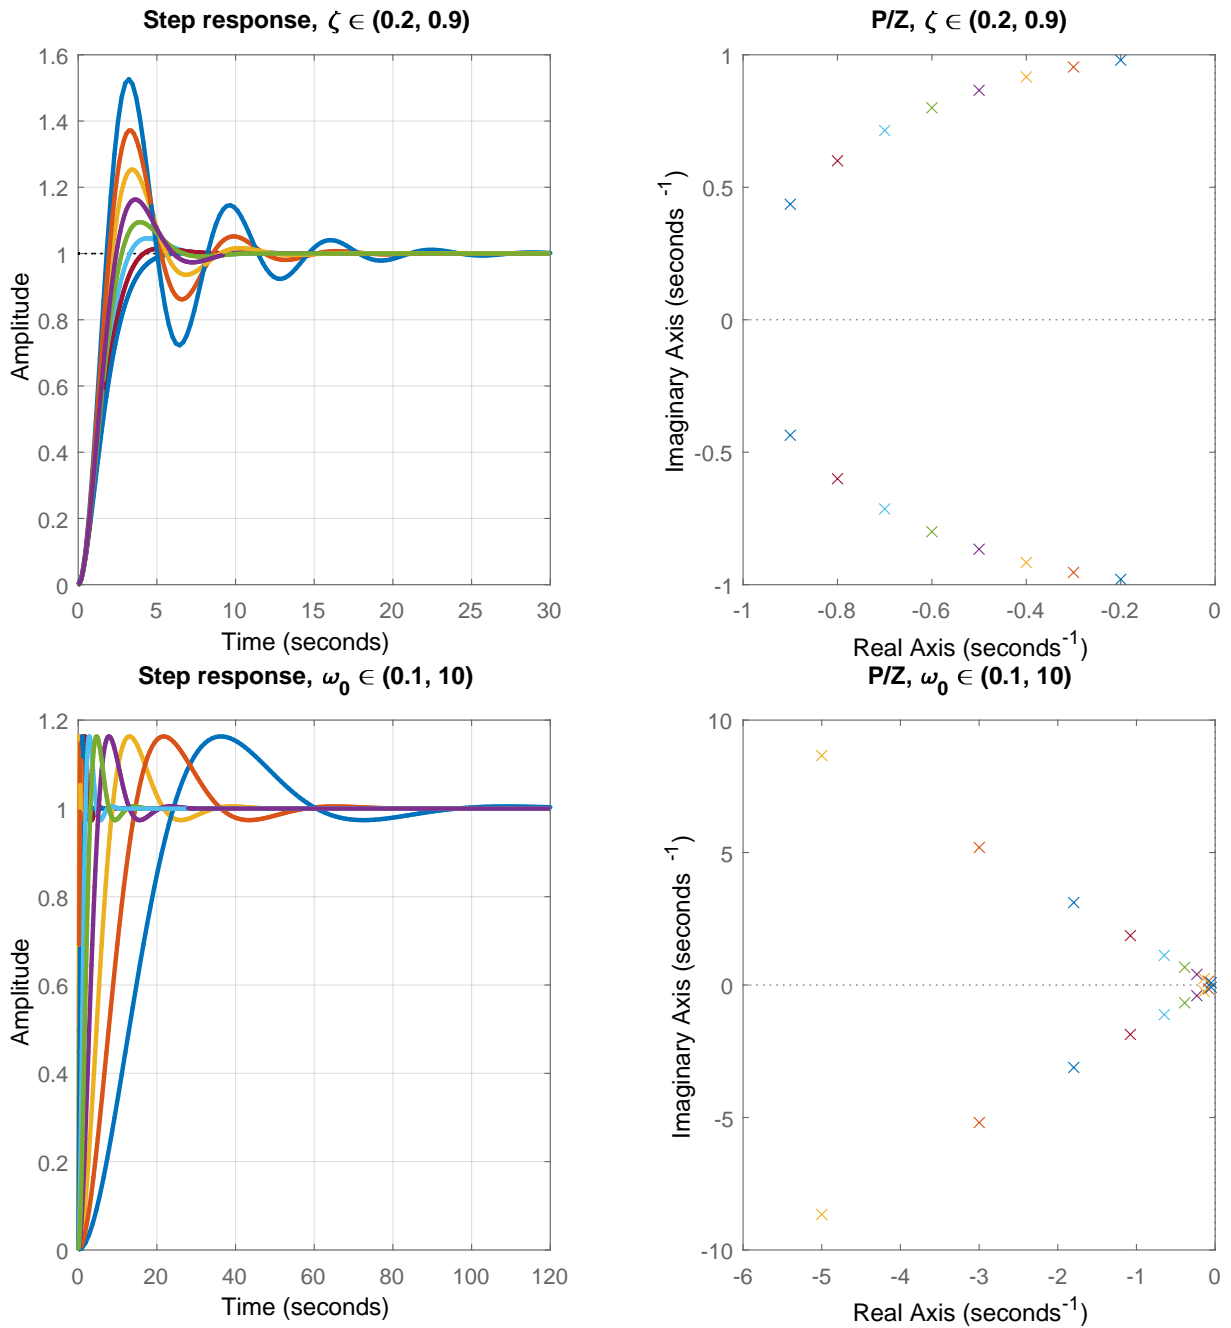 Step response, ζ ∈ (0.2, 0.9)
1.6
1.4
1.2
1
0.8
0.6
0.4
0.2
0
Amplitude
0 5 10 15 20 25 30
Time (seconds)
P/Z, ζ ∈ (0.2, 0.9)
1
0.5
0
-0.5
-1
Imaginary Axis (seconds⁻¹)
-1 -0.8 -0.6 -0.4 -0.2 0
Real Axis (seconds⁻¹)
Step response, ω₀ ∈ (0.1, 10)
1.2
1
0.8
0.6
0.4
0.2
0
Amplitude
0 20 40 60 80 100 120
Time (seconds)
P/Z, ω₀ ∈ (0.1, 10)
10
5
0
-5
-10
Imaginary Axis (seconds⁻¹)
-6 -5 -4 -3 -2 -1 0
Real Axis (seconds⁻¹)